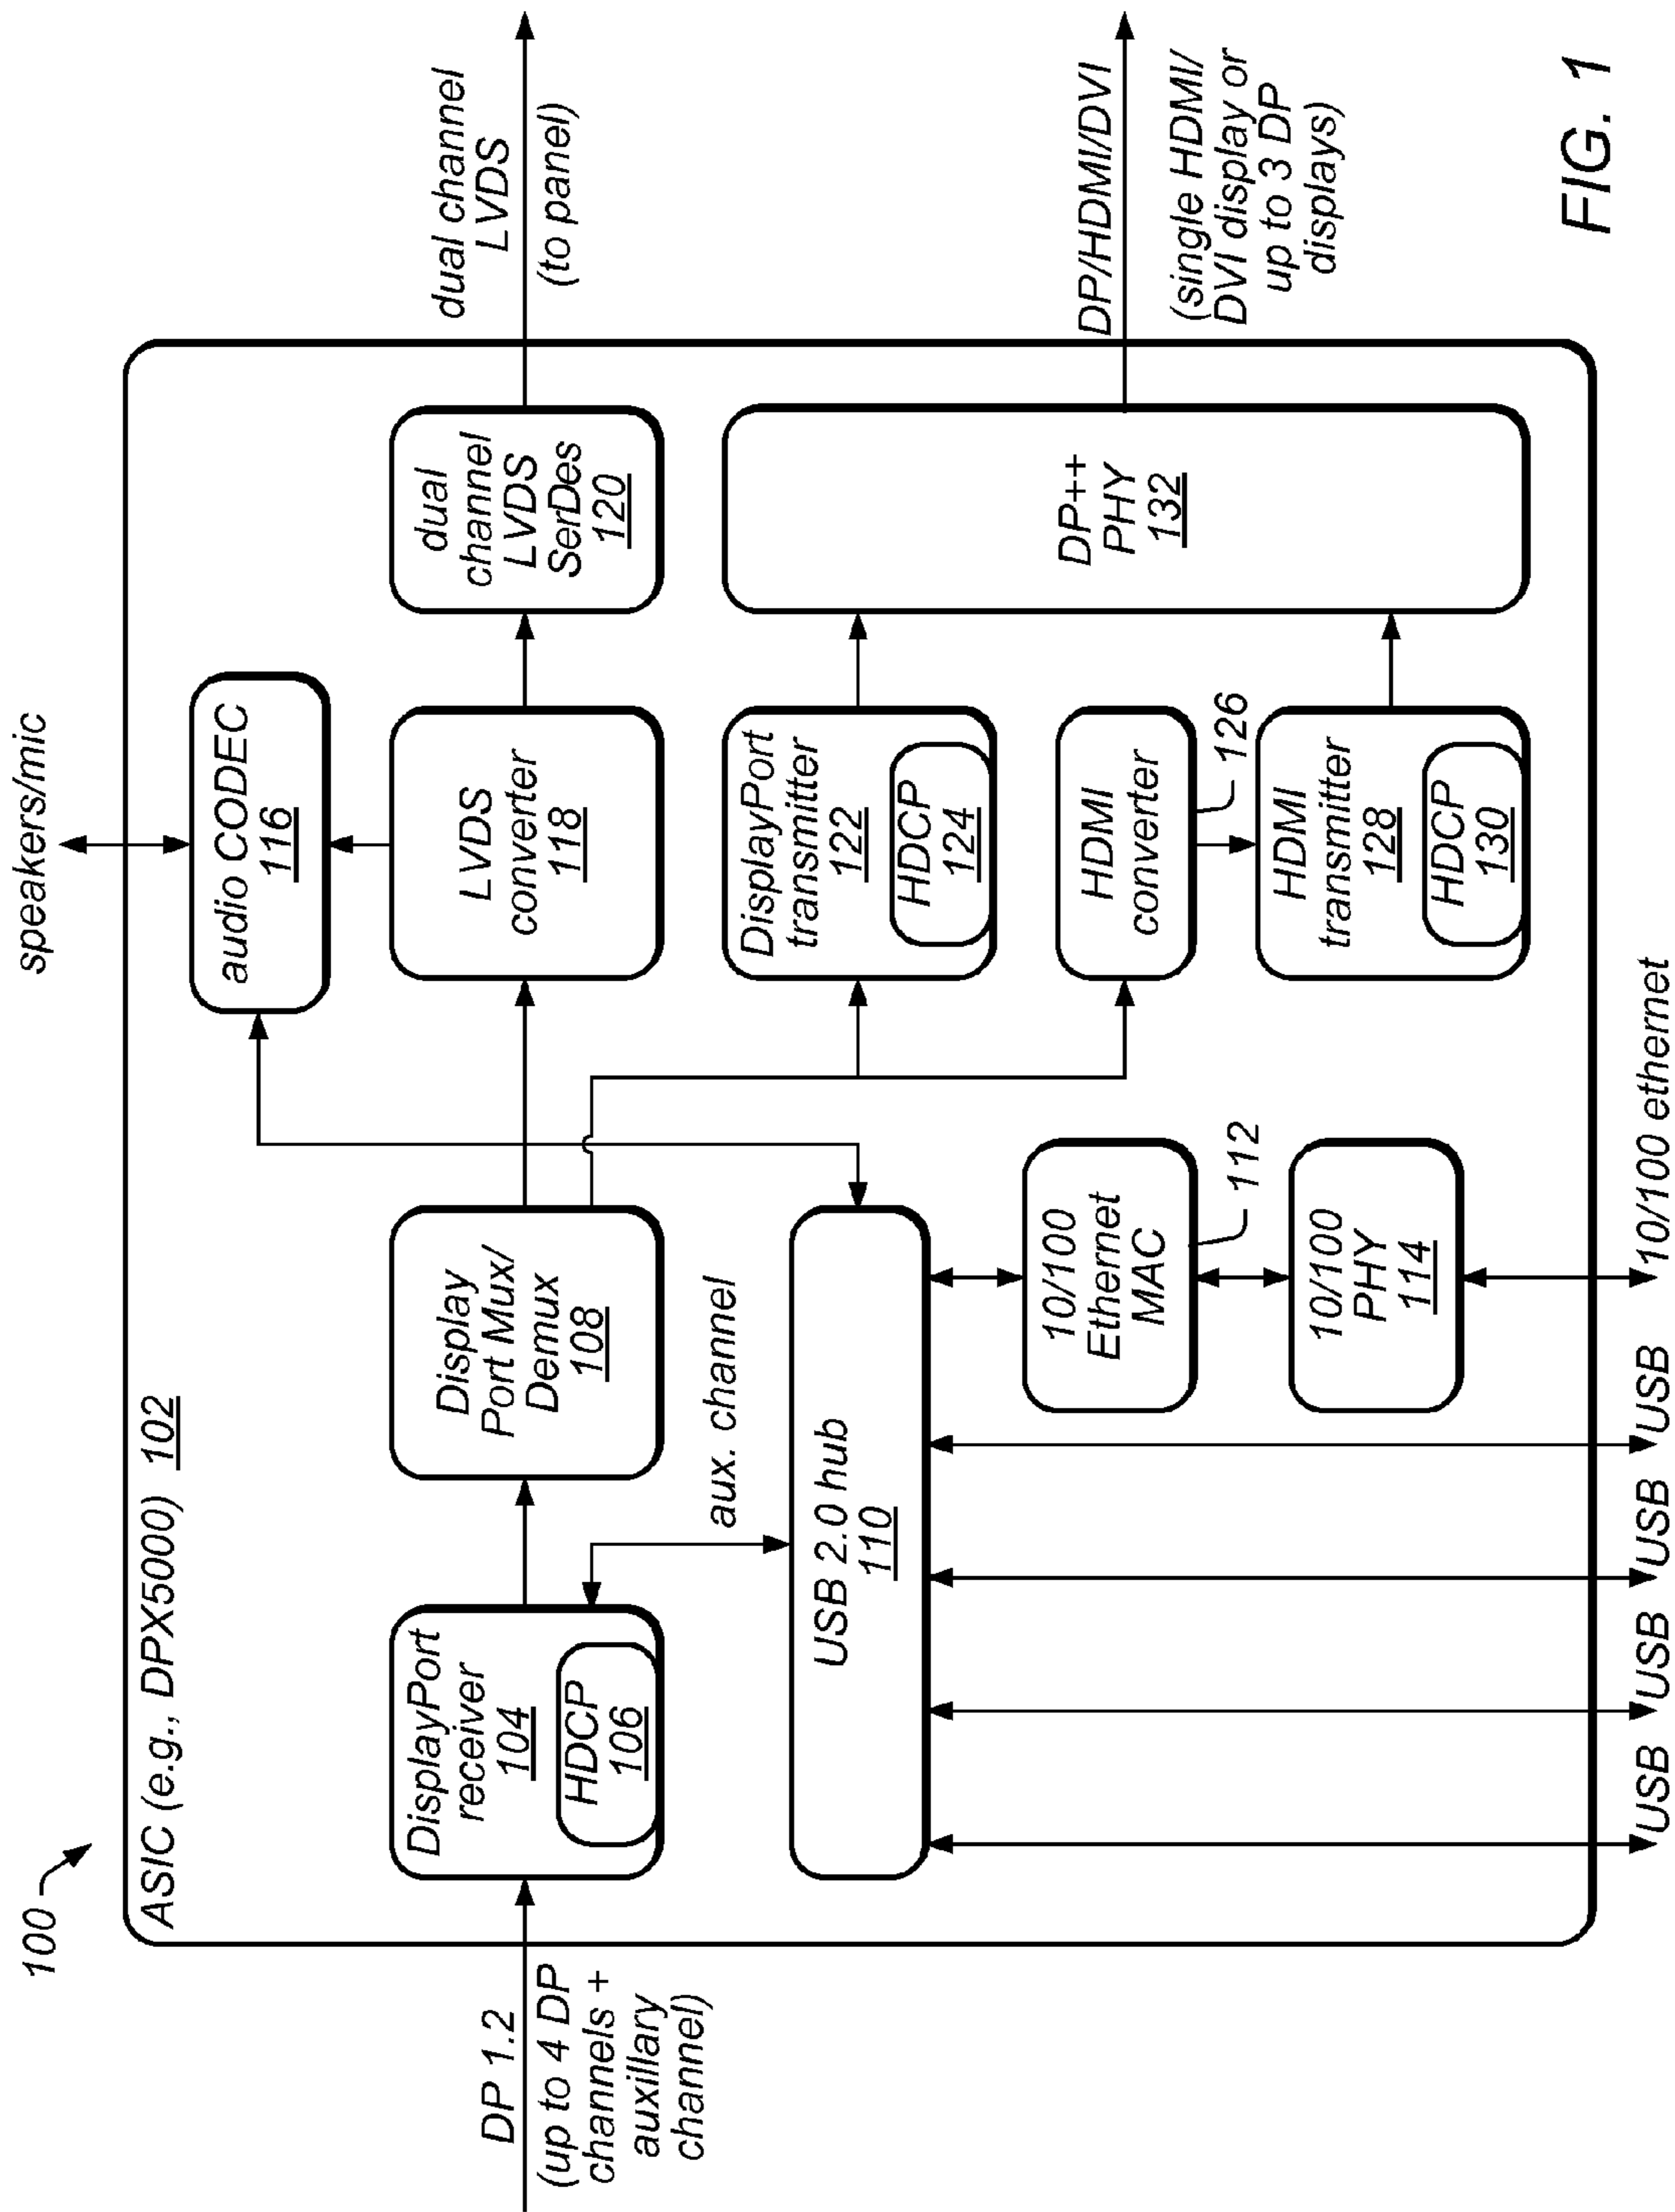 100
ASIC (e.g., DPX5000) 102
speakers/mic
audio CODEC
116
DP 1.2
(up to 4 DP
channels +
auxillary
channel)
DisplayPort
receiver
104
HDCP
106
Display
Port Mux/
Demux
108
LVDS
converter
118
dual
channel
LVDS
SerDes
120
dual channel
LVDS
(to panel)
aux. channel
USB 2.0 hub
110
DisplayPort
transmitter
122
HDCP
124
HDMI
converter
126
HDMI
transmitter
128
HDCP
130
DP++
PHY
132
DP/HDMI/DVI
(single HDMI/
DVI display or
up to 3 DP
displays)
10/100
Ethernet
MAC
112
10/100
PHY
114
USB
USB
USB
USB
10/100 ethernet
FIG. 1